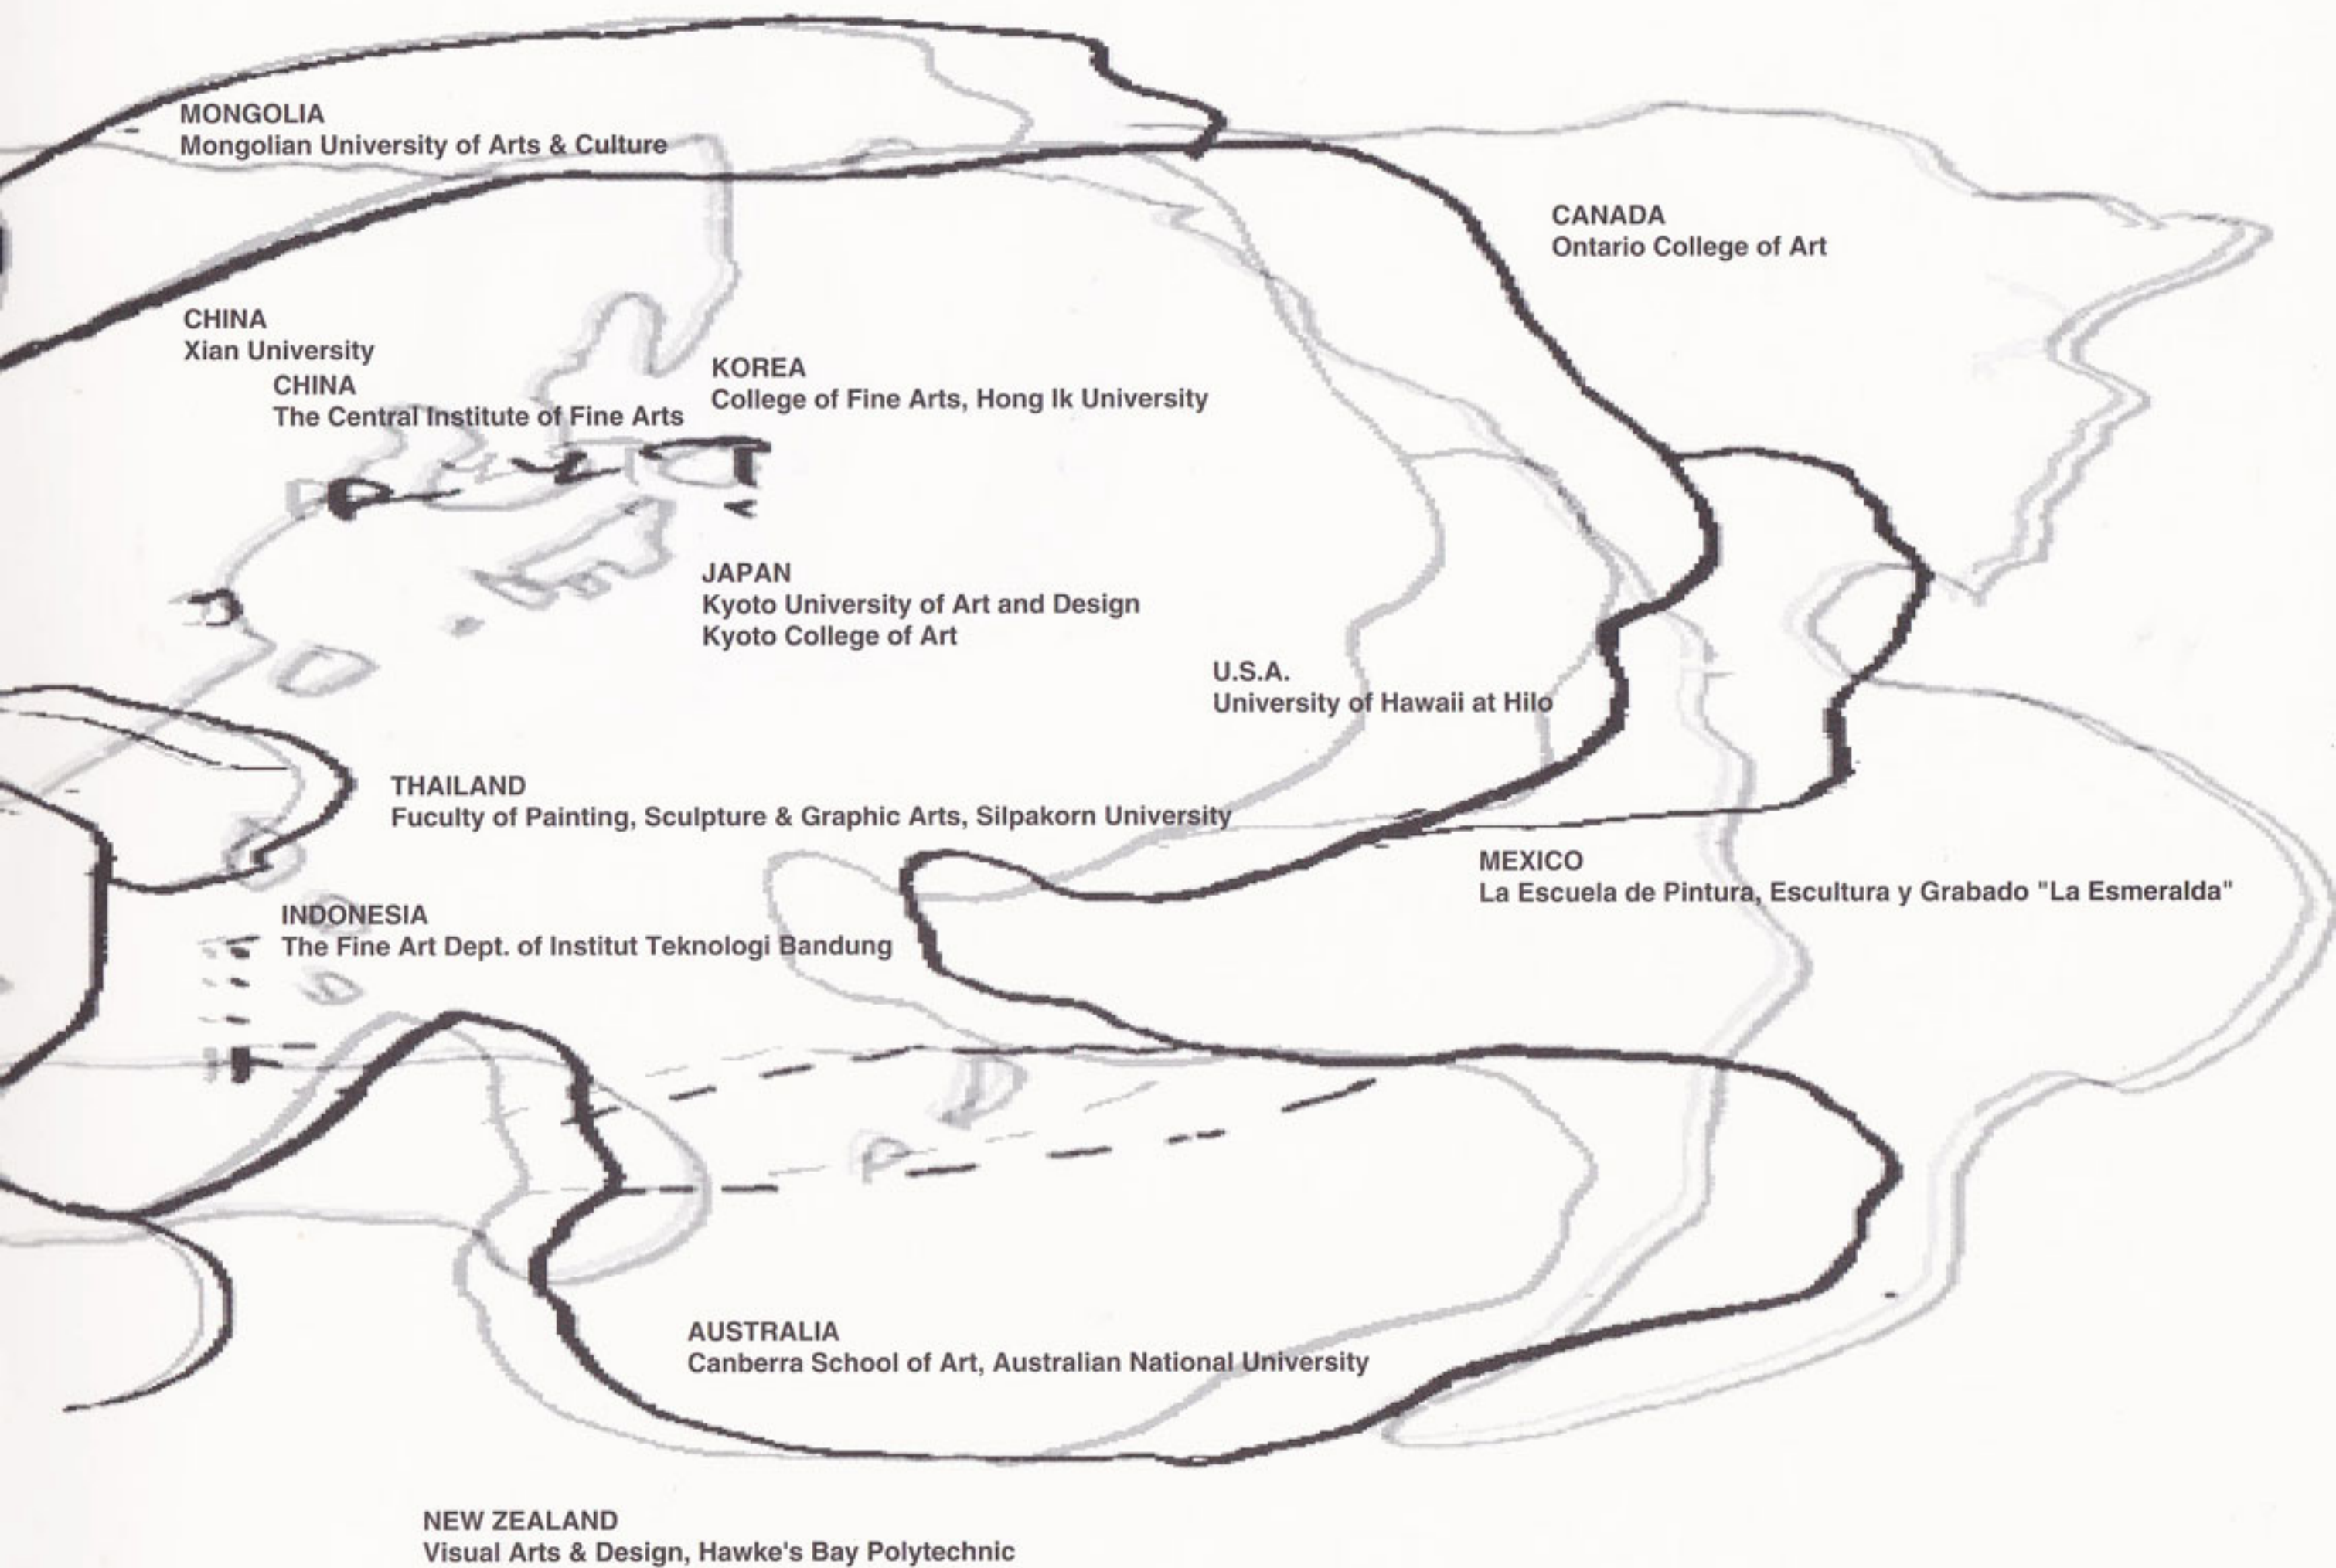 MONGOLIA
Mongolian University of Arts & Culture
CANADA
Ontario College of Art
CHINA
Xian University
CHINA
The Central Institute of Fine Arts
KOREA
College of Fine Arts, Hong Ik University
JAPAN
Kyoto University of Art and Design
Kyoto College of Art
U.S.A.
University of Hawaii at Hilo
THAILAND
Fuculty of Painting, Sculpture & Graphic Arts, Silpakorn University
MEXICO
La Escuela de Pintura, Escultura y Grabado "La Esmeralda"
INDONESIA
The Fine Art Dept. of Institut Teknologi Bandung
AUSTRALIA
Canberra School of Art, Australian National University
NEW ZEALAND
Visual Arts & Design, Hawke's Bay Polytechnic